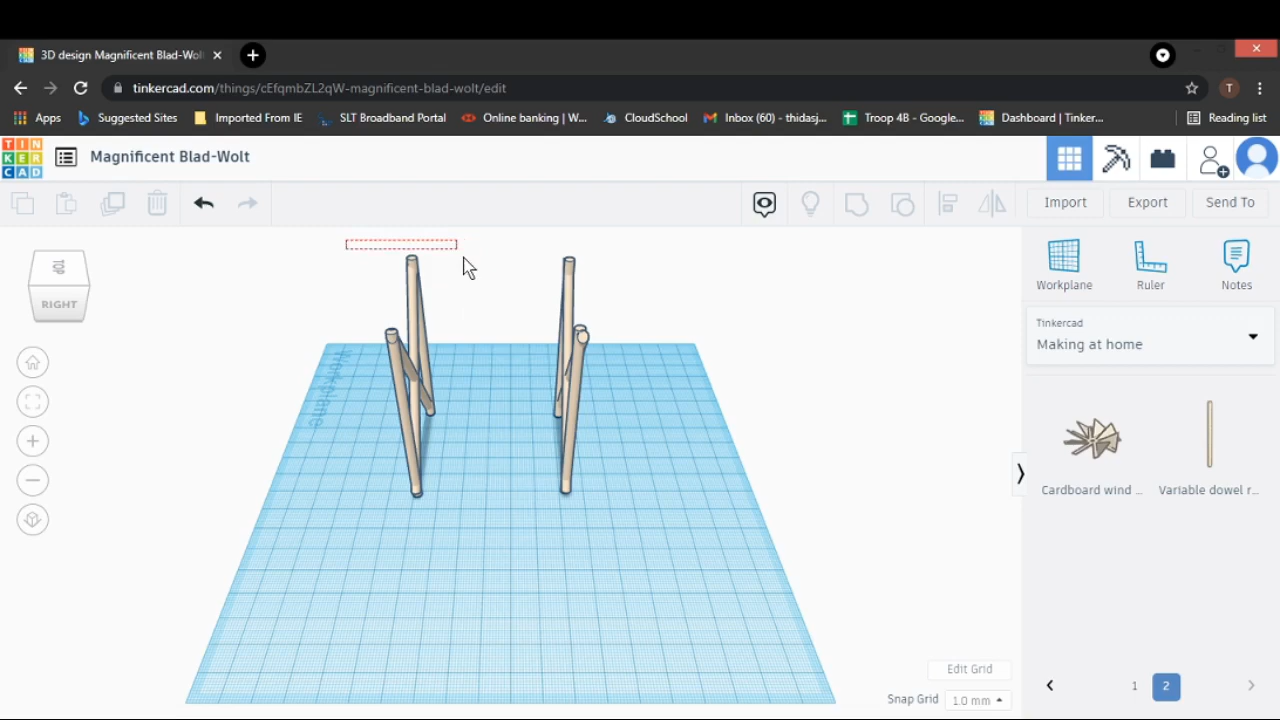 3D design Magnificent Blad-Wol
tinkercad.com/things/cEfqmbZL2qW-magnificent-blad-wolt/edit
T
Apps
Suggested Sites
Imported From IE
SLT Broadband Portal
Online banking | W...
CloudSchool
Inbox (60) - thidasj...
Troop 4B - Google...
Dashboard | Tinker...
Reading list
TIN
KER
CAD
Magnificent Blad-Wolt
Import
Export
Send To
RIGHT
Workplane
Workplane
Ruler
Notes
Tinkercad
Making at home
Cardboard wind ...
Variable dowel r...
Edit Grid
Snap Grid
1.0 mm
1
2